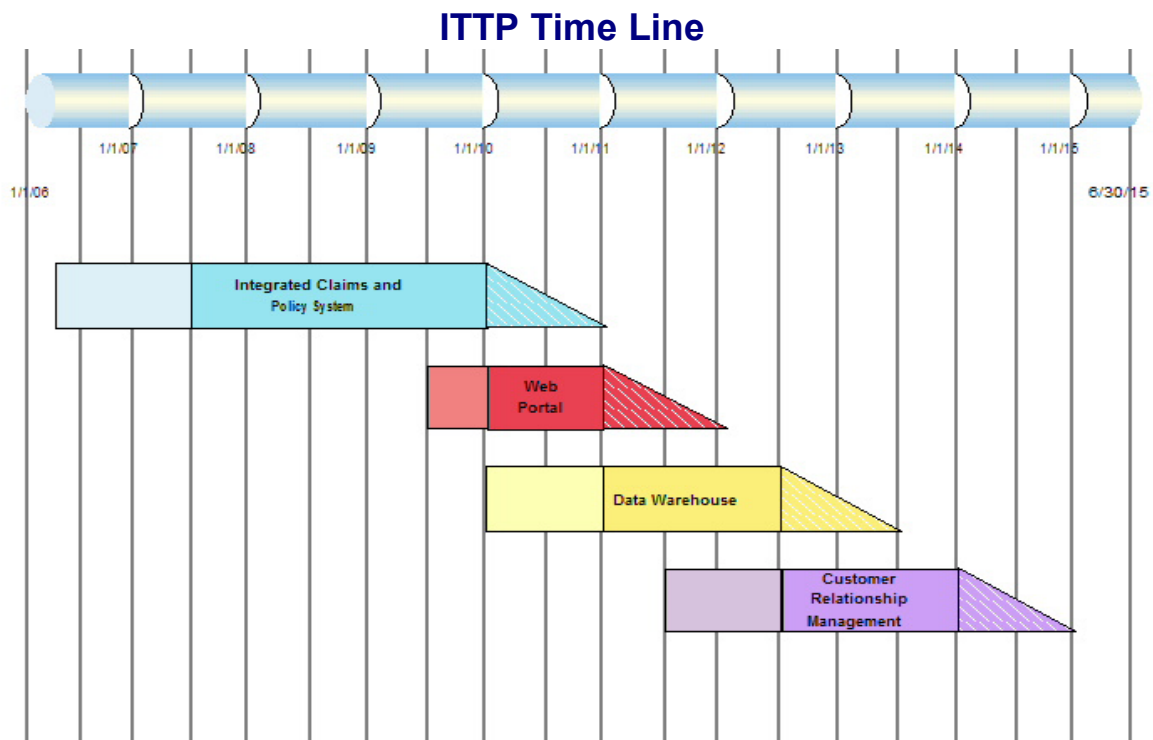 ITTP Time Line
1/1/07 1/1/08 1/1/09 1/1/10 1/1/11 1/1/12 1/1/13 1/1/14 1/1/15
1/1/06 6/30/15
Integrated Claims and
Policy System
Web
Portal
Data Warehouse
Customer
Relationship
Management